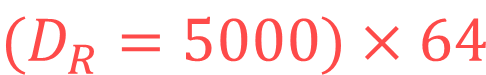 (D_R = 5000) × 64